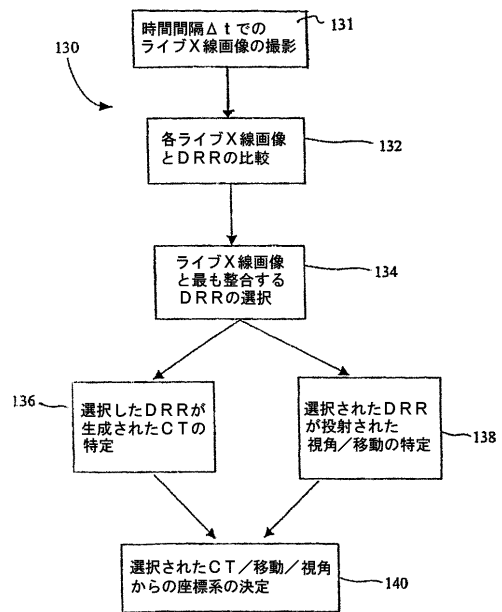 131
時間間隔Δtでの
ライブX線画像の撮影
130
各ライブX線画像
とDRRの比較
132
ライブX線画像
と最も整合する
DRRの選択
134
136
選択したDRRが
生成されたCTの
特定
選択されたDRR
が投射された
視角/移動の特定
138
選択されたCT/移動/視角
からの座標系の決定
140